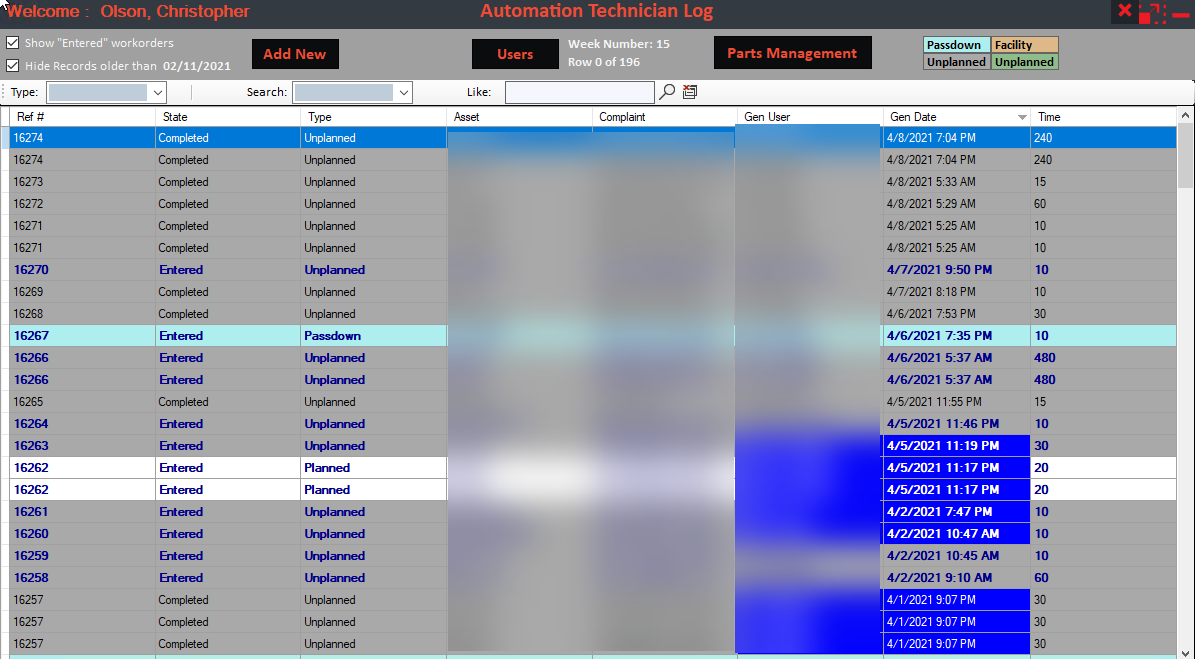 Welcome : Olson, Christopher
Automation Technician Log
Show "Entered" workorders
Hide Records older than 02/11/2021
Add New
Users
Week Number: 15
Row 0 of 196
Parts Management
Passdown Facility
Unplanned Unplanned
Type: Search: Like:
Ref # State Type Asset Complaint Gen User Gen Date Time
16274 Completed Unplanned 4/8/2021 7:04 PM 240
16274 Completed Unplanned 4/8/2021 7:04 PM 240
16273 Completed Unplanned 4/8/2021 5:33 AM 15
16272 Completed Unplanned 4/8/2021 5:29 AM 60
16271 Completed Unplanned 4/8/2021 5:25 AM 10
16271 Completed Unplanned 4/8/2021 5:25 AM 10
16270 Entered Unplanned 4/7/2021 9:50 PM 10
16269 Completed Unplanned 4/7/2021 8:18 PM 10
16268 Completed Unplanned 4/6/2021 7:53 PM 30
16267 Entered Passdown 4/6/2021 7:35 PM 10
16266 Entered Unplanned 4/6/2021 5:37 AM 480
16266 Entered Unplanned 4/6/2021 5:37 AM 480
16265 Completed Unplanned 4/5/2021 11:55 PM 15
16264 Entered Unplanned 4/5/2021 11:46 PM 10
16263 Entered Unplanned 4/5/2021 11:19 PM 30
16262 Entered Planned 4/5/2021 11:17 PM 20
16262 Entered Planned 4/5/2021 11:17 PM 20
16261 Entered Unplanned 4/2/2021 7:47 PM 10
16260 Entered Unplanned 4/2/2021 10:47 AM 10
16259 Entered Unplanned 4/2/2021 10:45 AM 10
16258 Entered Unplanned 4/2/2021 9:10 AM 60
16257 Completed Unplanned 4/1/2021 9:07 PM 30
16257 Completed Unplanned 4/1/2021 9:07 PM 30
16257 Completed Unplanned 4/1/2021 9:07 PM 30